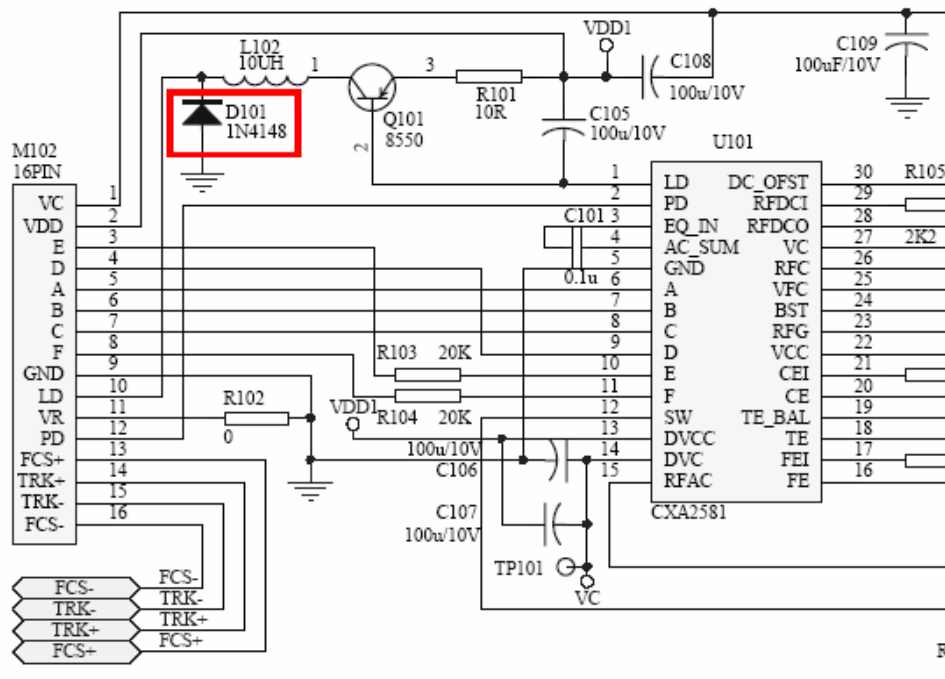 VDD1
C109
100uF/10V
L102
10UH
1
3
C108
100u/10V
R101
10R
D101
1N4148
Q101
8550
2
C105
100u/10V
U101
M102
16PIN
VC 1
VDD 2
E 3
D 4
A 5
B 6
C 7
F 8
GND 9
LD 10
VR 11
PD 12
FCS+ 13
TRK+ 14
TRK- 15
FCS- 16
1 LD DC_OFST 30 R105
2 PD RFDCI 29
C101 3 EQ_IN RFDCO 28
4 AC_SUM VC 27 2K2
5 GND RFC 26
0.1u 6 A VFC 25
7 B BST 24
8 C RFG 23
9 D VCC 22
R103 20K 10 E CEI 21
11 F CE 20
R104 20K 12 SW TE_BAL 19
13 DVCC TE 18
14 DVC FEI 17
15 RFAC FE 16
CXA2581
R102
0
VDD1
100u/10V
C106
C107
100u/10V
TP101
VC
FCS- FCS-
TRK- TRK-
TRK+ TRK+
FCS+ FCS+
R